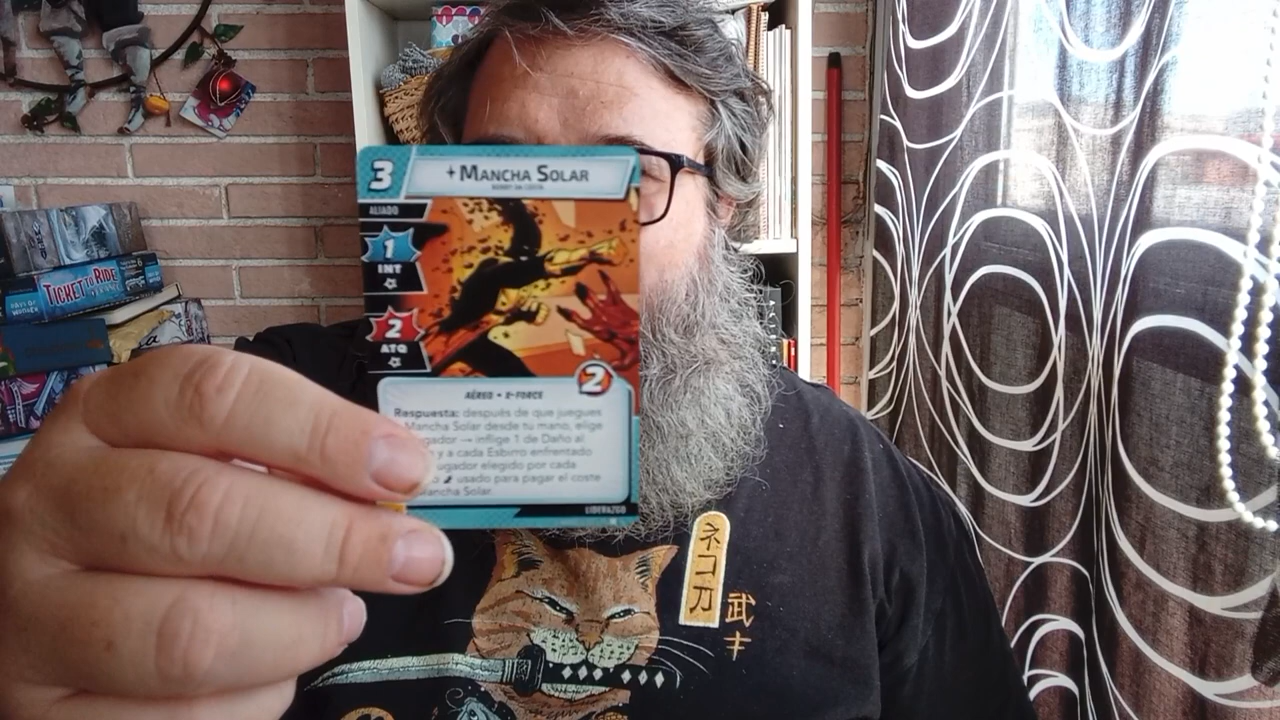 3
Mancha Solar
ALIADO
1
INT
2
ATQ
2
AÉREO • X-FORCE
Respuesta: después de que juegues
Mancha Solar desde tu mano, elige
gador → inflige 1 de Daño al
y a cada Esbirro enfrentado
ugador elegido por cada
usado para pagar el coste
Mancha Solar.
LIDERAZGO
TICKET TO RIDE
ネコ刀
武士